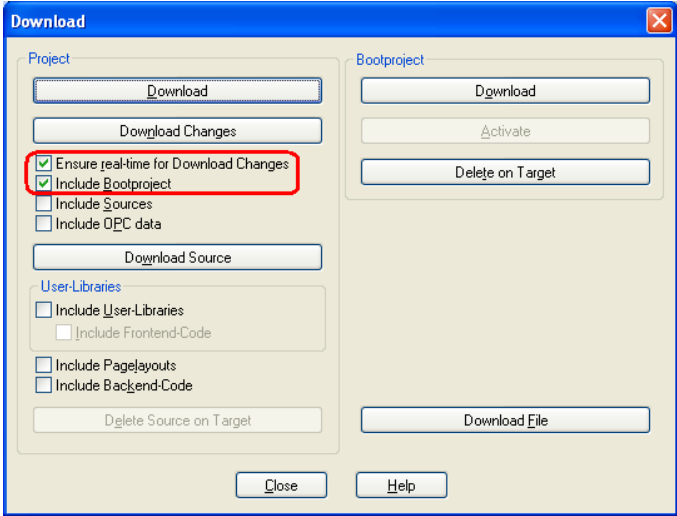 Download
Project
Download
Download Changes
Ensure real-time for Download Changes
Include Bootproject
Include Sources
Include OPC data
Download Source
User-Libraries
Include User-Libraries
Include Frontend-Code
Include Pagelayouts
Include Backend-Code
Delete Source on Target
Bootproject
Download
Activate
Delete on Target
Download File
Close
Help